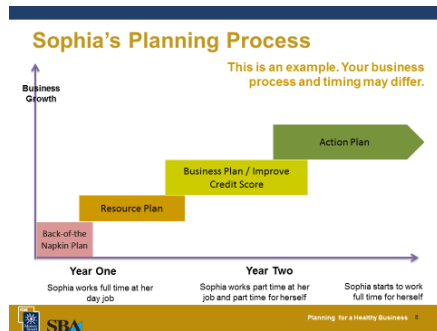 Sophia's Planning Process
This is an example. Your business
process and timing may differ.
Business
Growth
Action Plan
Business Plan / Improve
Credit Score
Resource Plan
Back-of-the
Napkin Plan
Year One
Year Two
Sophia works full time at her
day job
Sophia works part time at her
job and part time for herself
Sophia starts to work
full time for herself
Planning for a Healthy Business
SBA